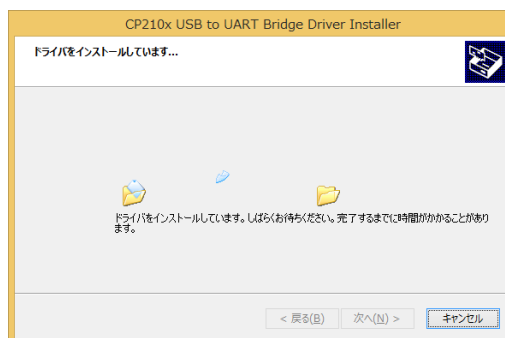 CP210x USB to UART Bridge Driver Installer
ドライバをインストールしています...
ドライバをインストールしています。しばらくお待ちください。完了するまでに時間がかかることがあり
ます。
< 戻る(B)
次へ(N) >
キャンセル